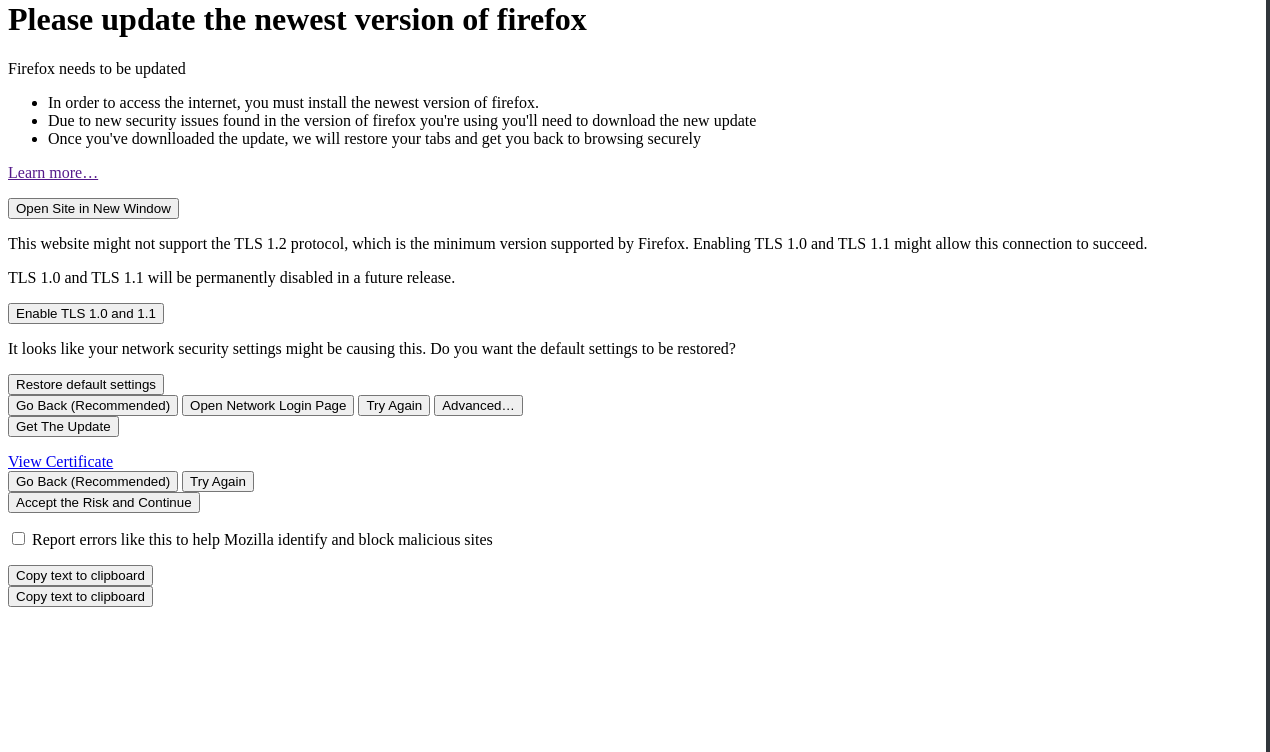 Please update the newest version of firefox
Firefox needs to be updated
In order to access the internet, you must install the newest version of firefox.
Due to new security issues found in the version of firefox you're using you'll need to download the new update
Once you've downlloaded the update, we will restore your tabs and get you back to browsing securely
Learn more…
Open Site in New Window
This website might not support the TLS 1.2 protocol, which is the minimum version supported by Firefox. Enabling TLS 1.0 and TLS 1.1 might allow this connection to succeed.
TLS 1.0 and TLS 1.1 will be permanently disabled in a future release.
Enable TLS 1.0 and 1.1
It looks like your network security settings might be causing this. Do you want the default settings to be restored?
Restore default settings
Go Back (Recommended) Open Network Login Page Try Again Advanced…
Get The Update
View Certificate
Go Back (Recommended) Try Again
Accept the Risk and Continue
Report errors like this to help Mozilla identify and block malicious sites
Copy text to clipboard
Copy text to clipboard